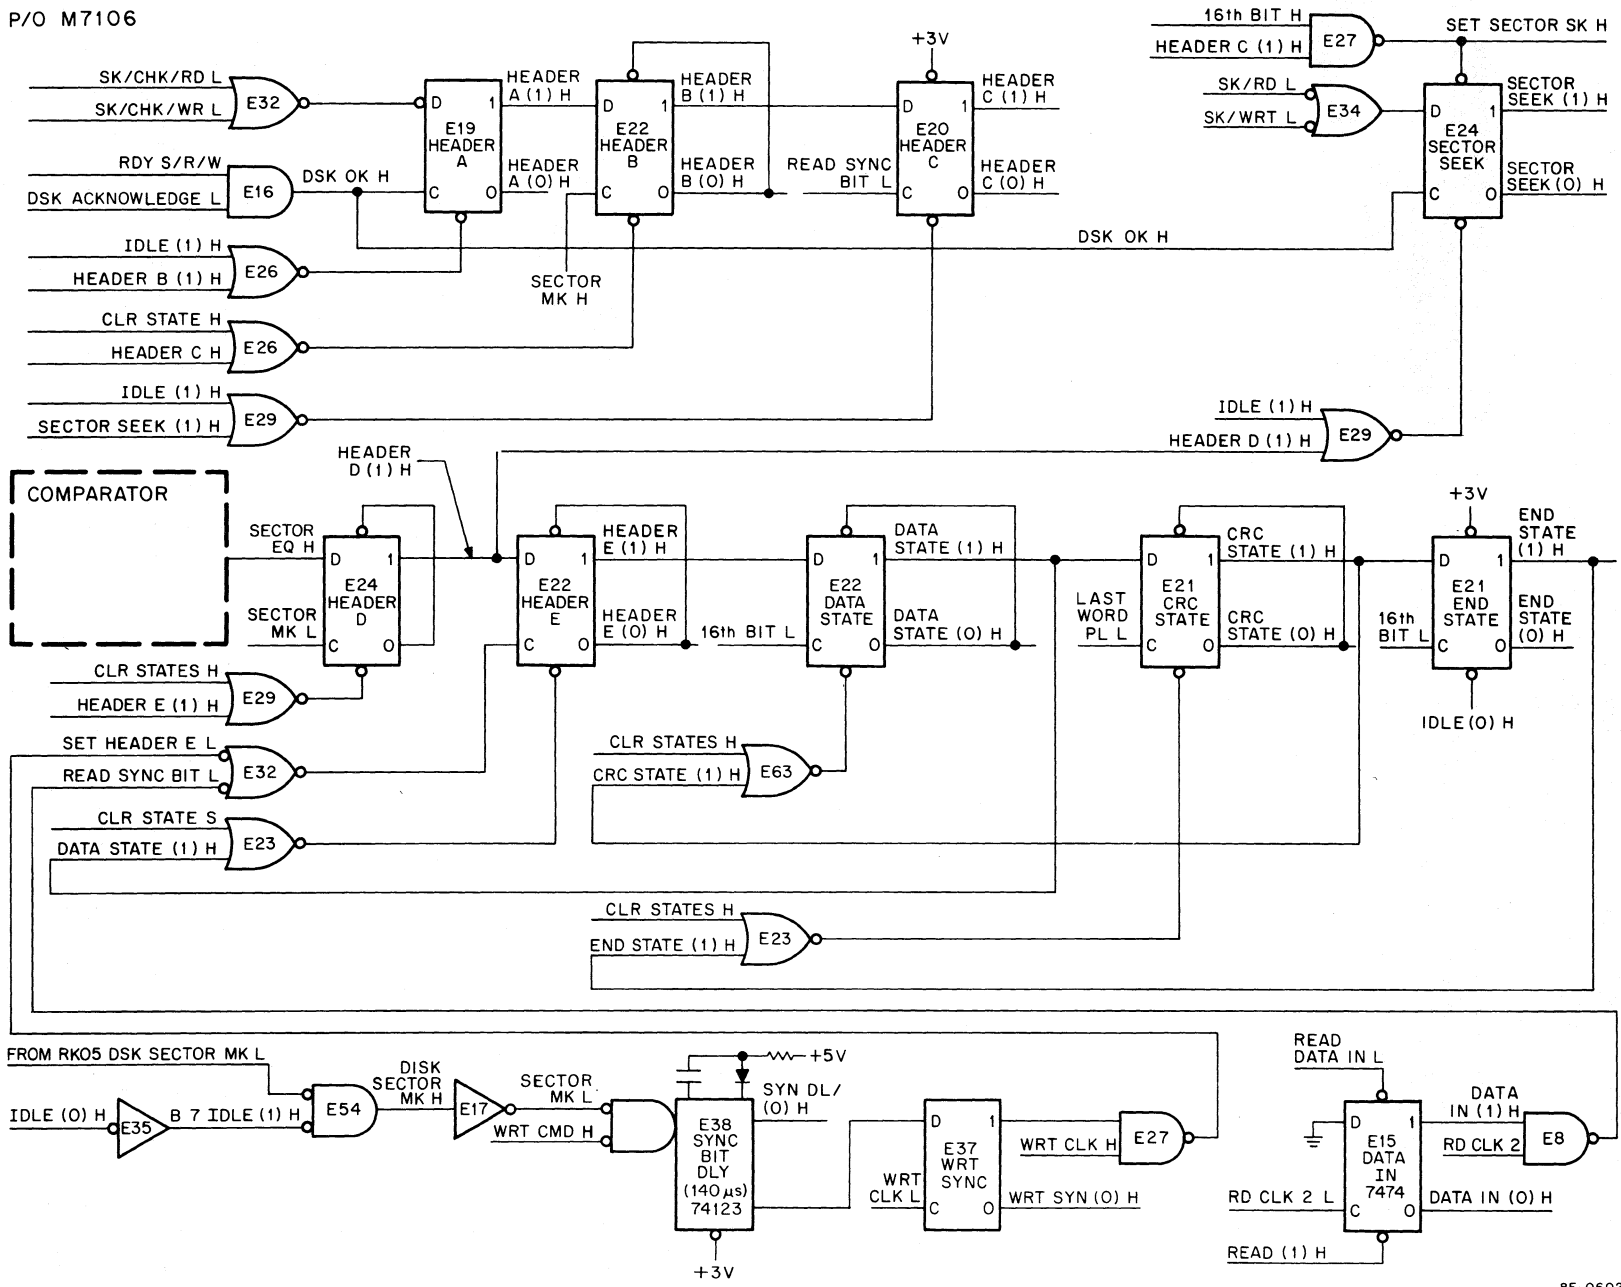 P/O M7106
16th BIT H
HEADER C (1) H
E27
SET SECTOR SK H
+3V
SK/CHK/RD L
SK/CHK/WR L
E32
D 1
E19
HEADER
A
C 0
HEADER
A (1) H
HEADER
A (0) H
D 1
E22
HEADER
B
C 0
HEADER
B (1) H
HEADER
B (0) H
READ SYNC
BIT L
D 1
E20
HEADER
C
C 0
HEADER
C (1) H
HEADER
C (0) H
SK/RD L
SK/WRT L
E34
D 1
E24
SECTOR
SEEK
C 0
SECTOR
SEEK (1) H
SECTOR
SEEK (0) H
RDY S/R/W
DSK ACKNOWLEDGE L
E16
DSK OK H
DSK OK H
IDLE (1) H
HEADER B (1) H
E26
SECTOR
MK H
CLR STATE H
HEADER C H
E26
IDLE (1) H
SECTOR SEEK (1) H
E29
IDLE (1) H
HEADER D (1) H
E29
HEADER
D (1) H
COMPARATOR
SECTOR
EQ H
SECTOR
MK L
D 1
E24
HEADER
D
C 0
D 1
E22
HEADER
E
C 0
HEADER
E (1) H
HEADER
E (0) H
16th BIT L
D 1
E22
DATA
STATE
C 0
DATA
STATE (1) H
DATA
STATE (0) H
LAST
WORD
PL L
D 1
E21
CRC
STATE
C 0
CRC
STATE (1) H
CRC
STATE (0) H
+3V
16th
BIT L
D 1
E21
END
STATE
C 0
END
STATE
(1) H
END
STATE
(0) H
IDLE (0) H
CLR STATES H
HEADER E (1) H
E29
SET HEADER E L
READ SYNC BIT L
E32
CLR STATES H
CRC STATE (1) H
E63
CLR STATE S
DATA STATE (1) H
E23
CLR STATES H
END STATE (1) H
E23
FROM RK05 DSK SECTOR MK L
IDLE (0) H
E35
B 7 IDLE (1) H
E54
DISK
SECTOR
MK H
E17
SECTOR
MK L
WRT CMD H
+5V
E38
SYNC
BIT
DLY
(140 µs)
74123
+3V
SYN DL/
(0) H
WRT
CLK L
D 1
E37
WRT
SYNC
C 0
WRT CLK H
WRT SYN (0) H
E27
READ
DATA IN L
RD CLK 2 L
READ (1) H
D 1
E15
DATA
IN
7474
C 0
DATA
IN (1) H
RD CLK 2
DATA IN (0) H
E8